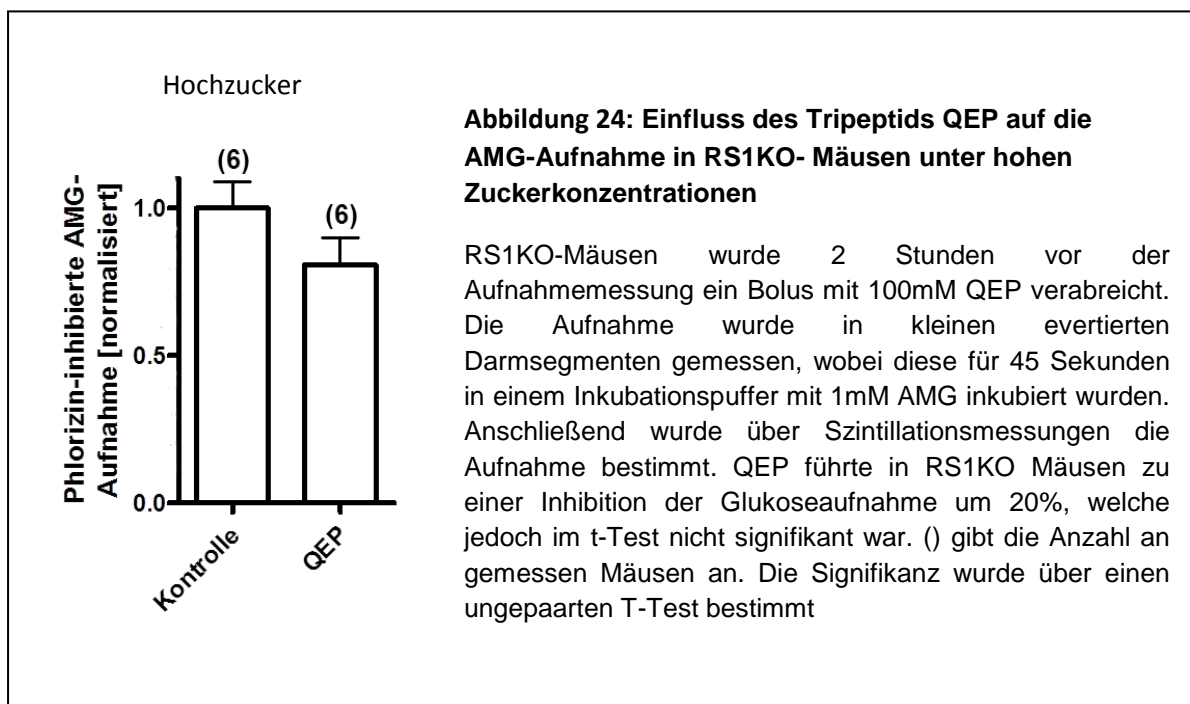 Hochzucker
Phlorizin-inhibierte AMG-
Aufnahme [normalisiert]
1.0
0.5
0.0
(6)
(6)
Kontrolle
QEP
Abbildung 24: Einfluss des Tripeptids QEP auf die
AMG-Aufnahme in RS1KO- Mäusen unter hohen
Zuckerkonzentrationen
RS1KO-Mäusen wurde 2 Stunden vor der
Aufnahmemessung ein Bolus mit 100mM QEP verabreicht.
Die Aufnahme wurde in kleinen evertierten
Darmsegmenten gemessen, wobei diese für 45 Sekunden
in einem Inkubationspuffer mit 1mM AMG inkubiert wurden.
Anschließend wurde über Szintillationsmessungen die
Aufnahme bestimmt. QEP führte in RS1KO Mäusen zu
einer Inhibition der Glukoseaufnahme um 20%, welche
jedoch im t-Test nicht signifikant war. () gibt die Anzahl an
gemessen Mäusen an. Die Signifikanz wurde über einen
ungepaarten T-Test bestimmt